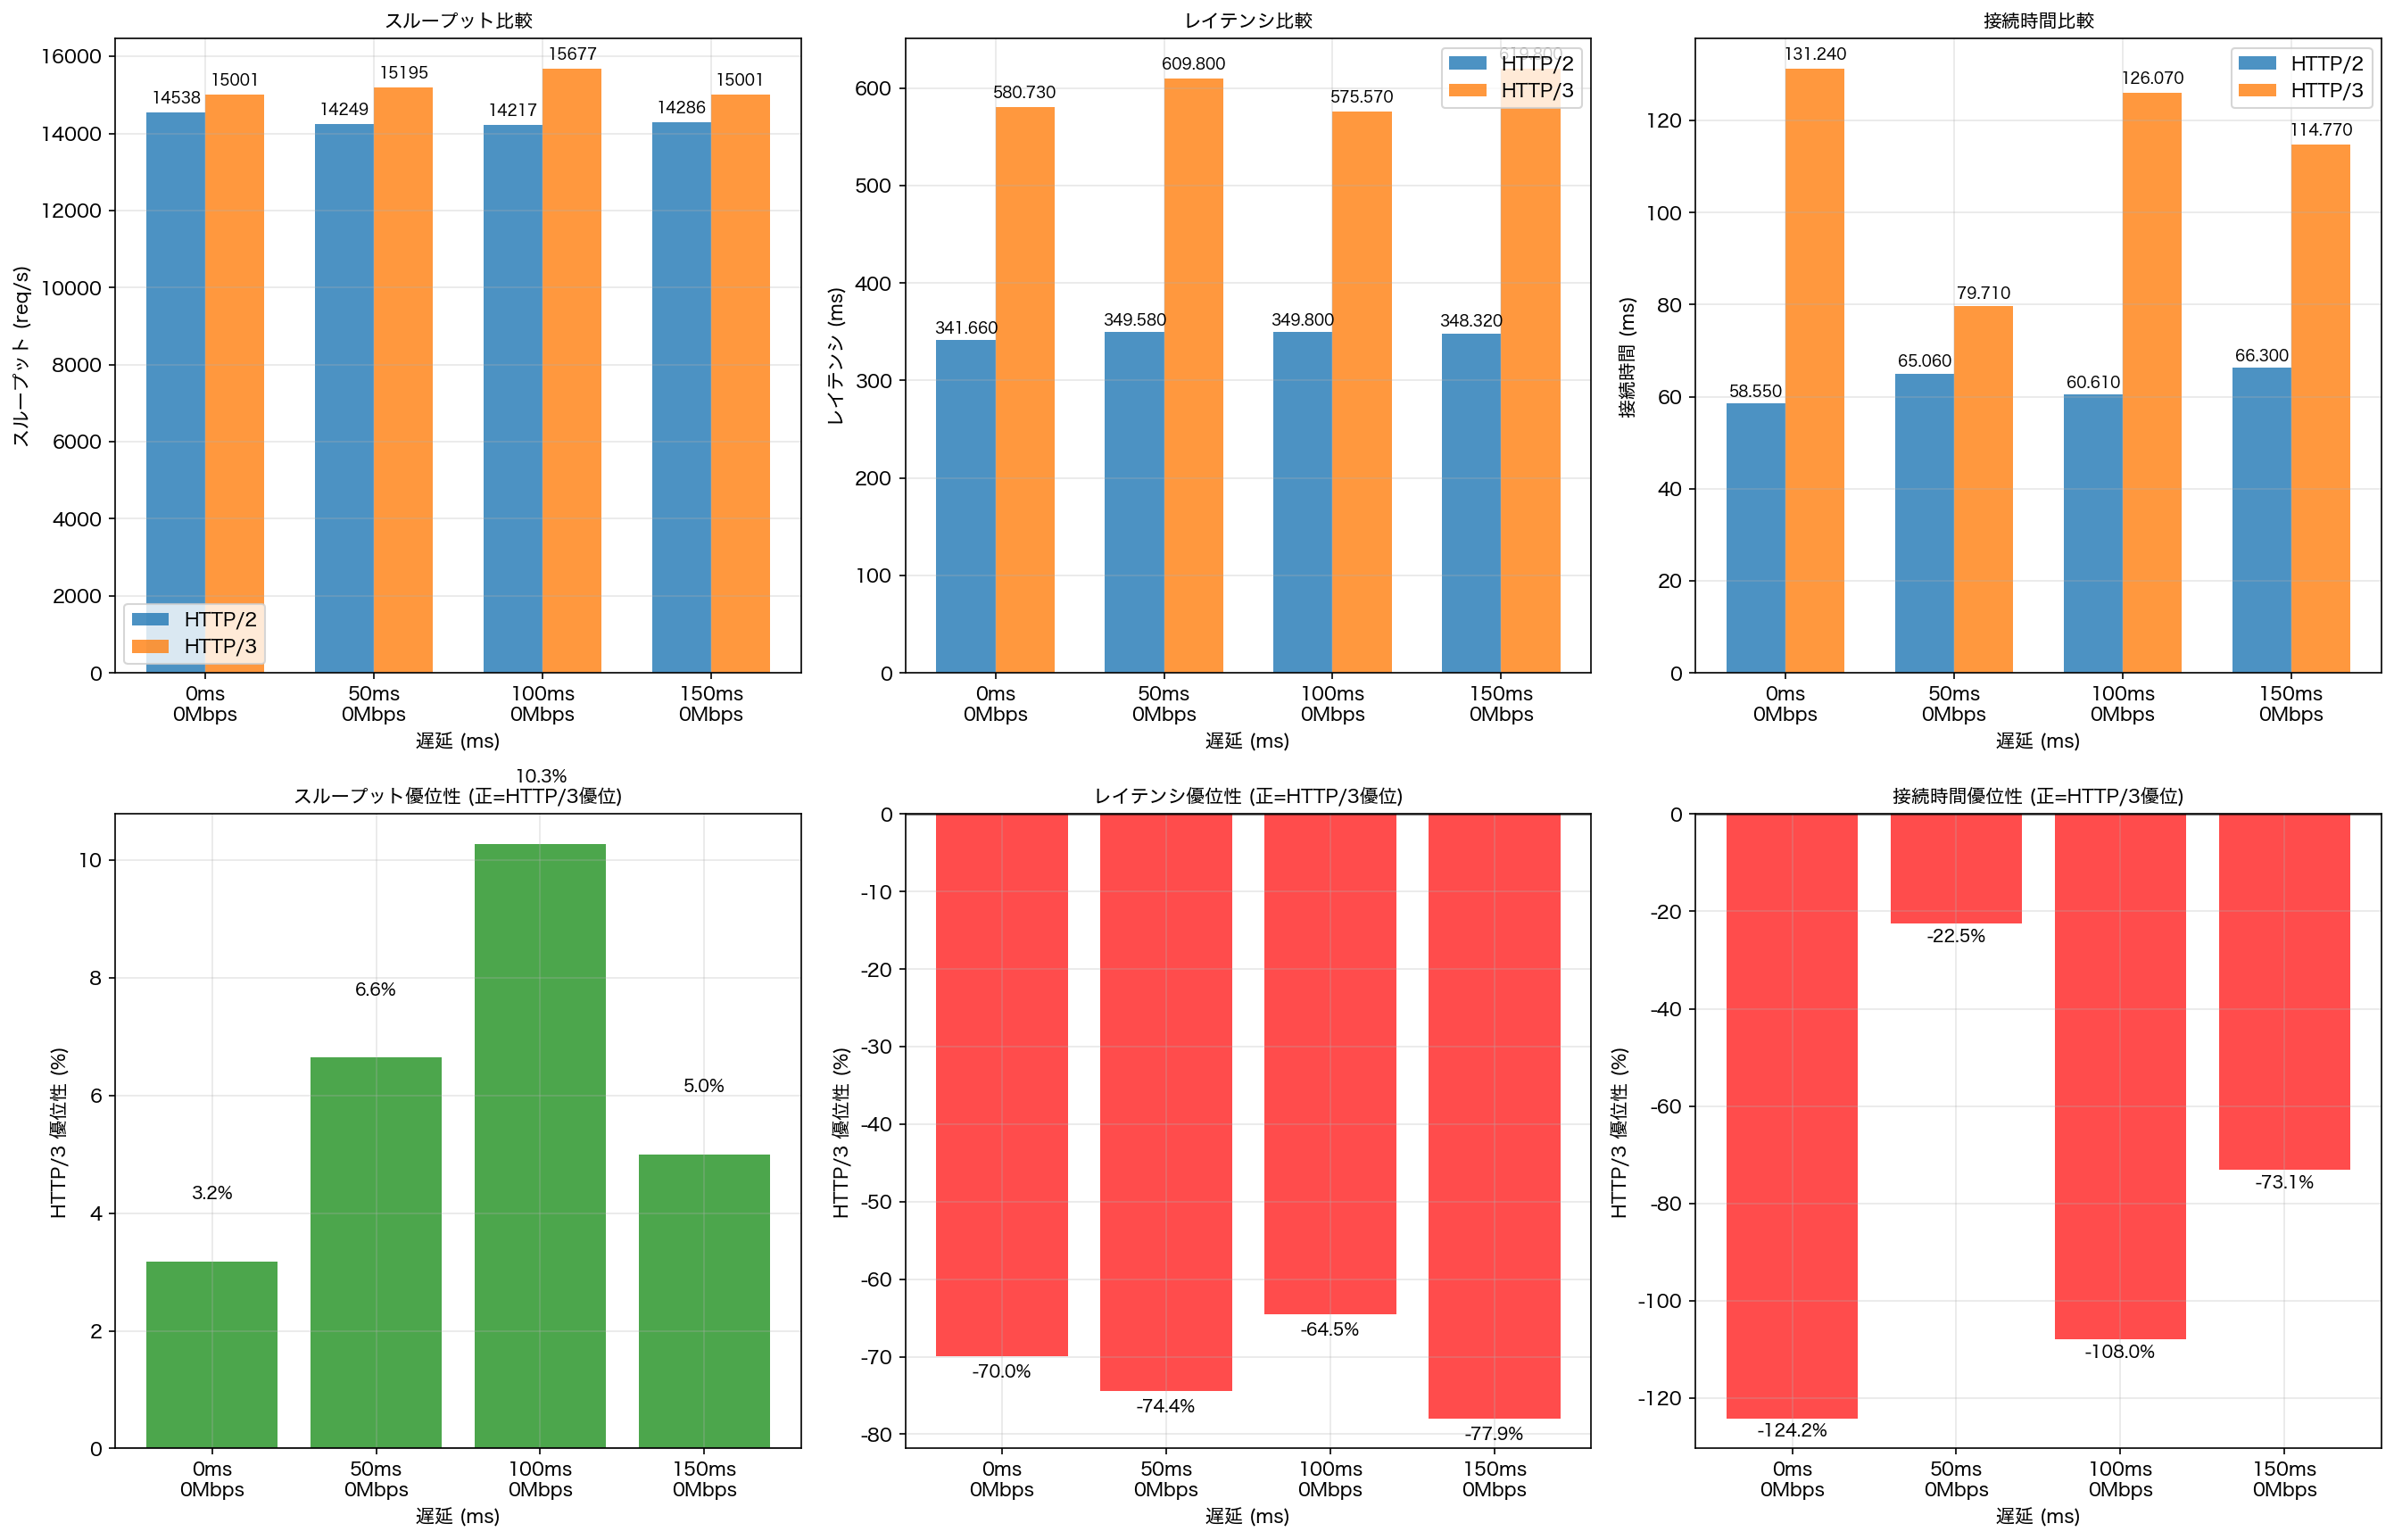 スループット比較
スループット (req/s)
16000
14000
12000
10000
8000
6000
4000
2000
0
14538
15001
14249
15195
14217
15677
14286
15001
HTTP/2
HTTP/3
0ms
0Mbps
50ms
0Mbps
100ms
0Mbps
150ms
0Mbps
遅延 (ms)
レイテンシ比較
レイテンシ (ms)
600
500
400
300
200
100
0
341.660
580.730
349.580
609.800
349.800
575.570
348.320
619.800
HTTP/2
HTTP/3
0ms
0Mbps
50ms
0Mbps
100ms
0Mbps
150ms
0Mbps
遅延 (ms)
接続時間比較
接続時間 (ms)
120
100
80
60
40
20
0
58.550
131.240
65.060
79.710
60.610
126.070
66.300
114.770
HTTP/2
HTTP/3
0ms
0Mbps
50ms
0Mbps
100ms
0Mbps
150ms
0Mbps
遅延 (ms)
スループット優位性 (正=HTTP/3優位)
HTTP/3 優位性 (%)
10
8
6
4
2
0
3.2%
6.6%
10.3%
5.0%
0ms
0Mbps
50ms
0Mbps
100ms
0Mbps
150ms
0Mbps
遅延 (ms)
レイテンシ優位性 (正=HTTP/3優位)
HTTP/3 優位性 (%)
0
-10
-20
-30
-40
-50
-60
-70
-80
-70.0%
-74.4%
-64.5%
-77.9%
0ms
0Mbps
50ms
0Mbps
100ms
0Mbps
150ms
0Mbps
遅延 (ms)
接続時間優位性 (正=HTTP/3優位)
HTTP/3 優位性 (%)
0
-20
-40
-60
-80
-100
-120
-124.2%
-22.5%
-108.0%
-73.1%
0ms
0Mbps
50ms
0Mbps
100ms
0Mbps
150ms
0Mbps
遅延 (ms)